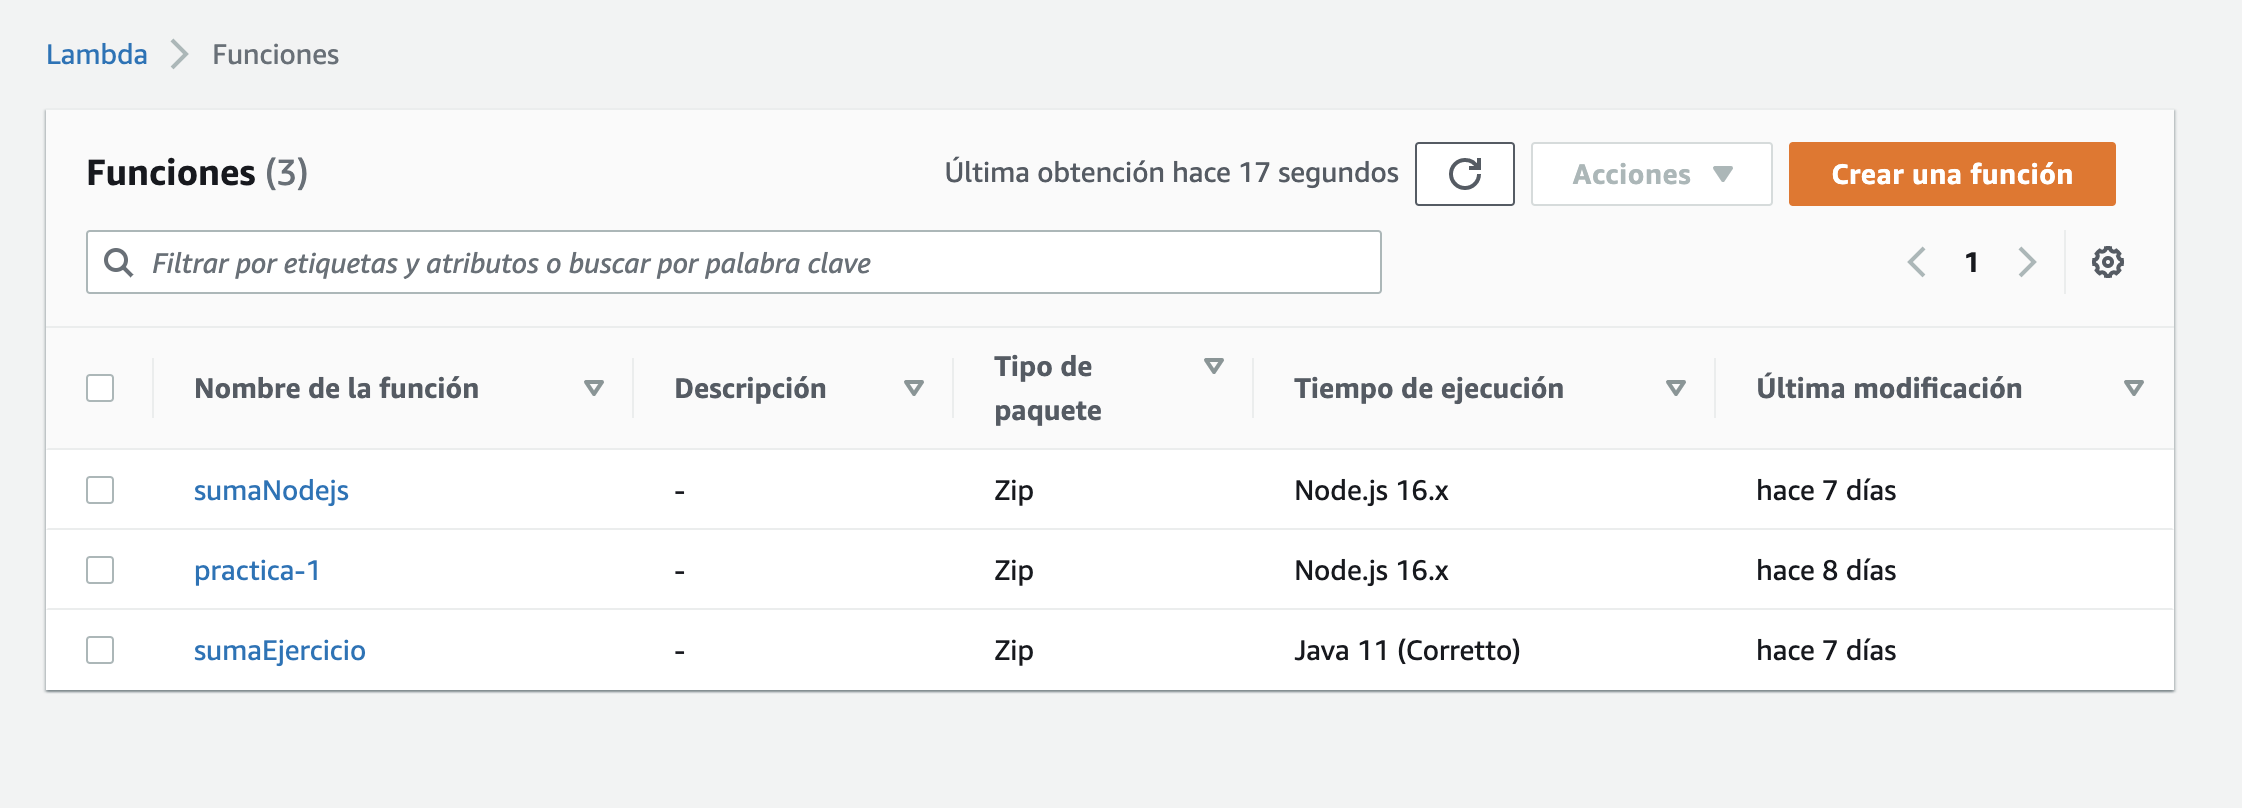 Lambda Funciones
Funciones (3) Última obtención hace 17 segundos Acciones Crear una función
Filtrar por etiquetas y atributos o buscar por palabra clave 1
Nombre de la función Descripción Tipo de paquete Tiempo de ejecución Última modificación
sumaNodejs - Zip Node.js 16.x hace 7 días
practica-1 - Zip Node.js 16.x hace 8 días
sumaEjercicio - Zip Java 11 (Corretto) hace 7 días